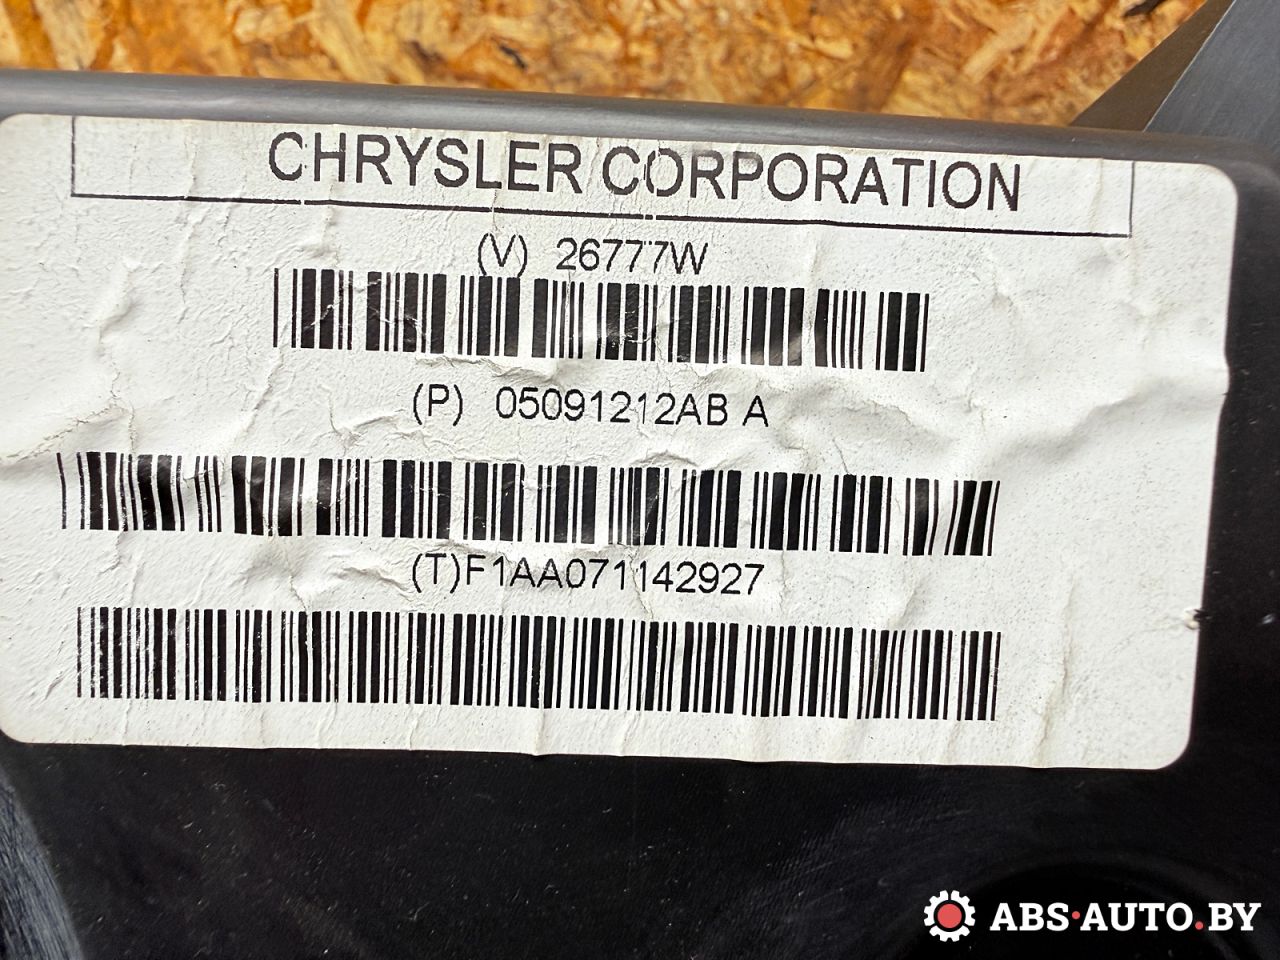 CHRYSLER CORPORATION
(V) 26777W
(P) 05091212AB A
(T)F1AA071142927
ABS·AUTO.BY